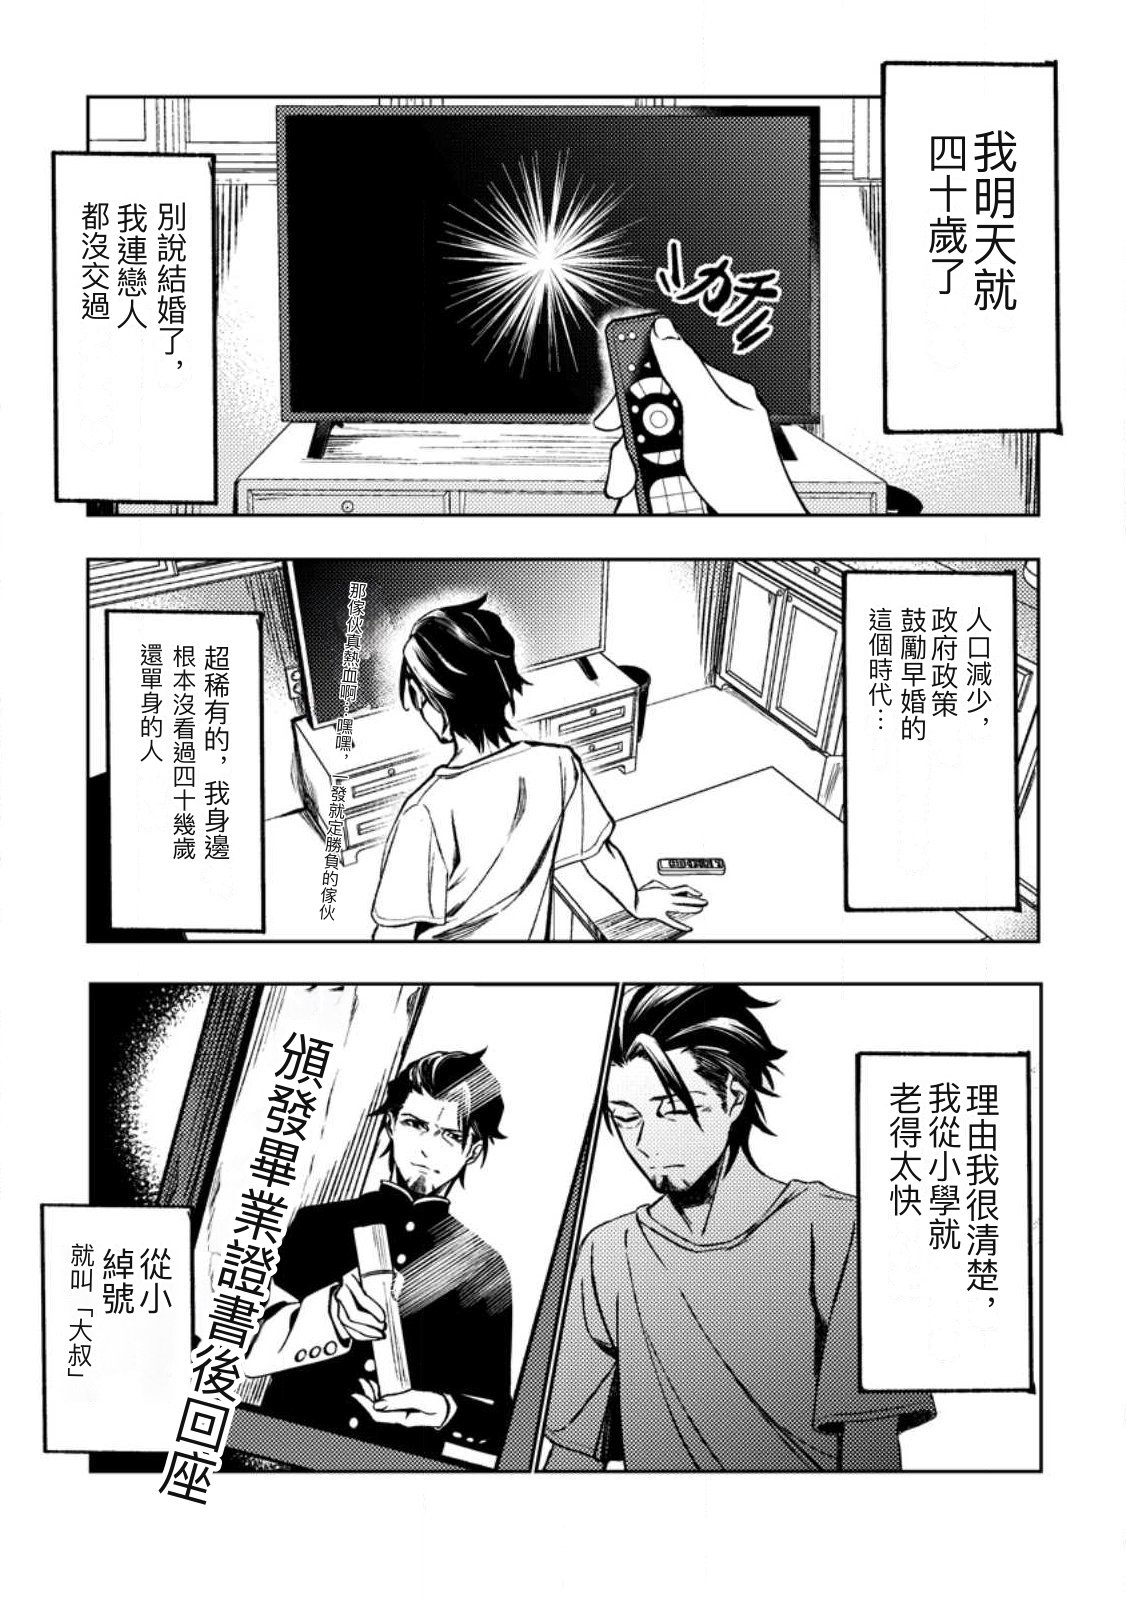 我明天就
四十歲了
カチ
別說結婚了，
我連戀人
都沒交過
人口減少，
政府政策
鼓勵早婚的
這個時代…
那傢伙真熱血啊…嘿嘿，一發就定勝負的傢伙
超稀有的，我身邊
根本沒看過四十幾歲
還單身的人
理由我很清楚，
我從小學就
老得太快
頒發畢業證書後回座
從小
綽號
就叫「大叔」